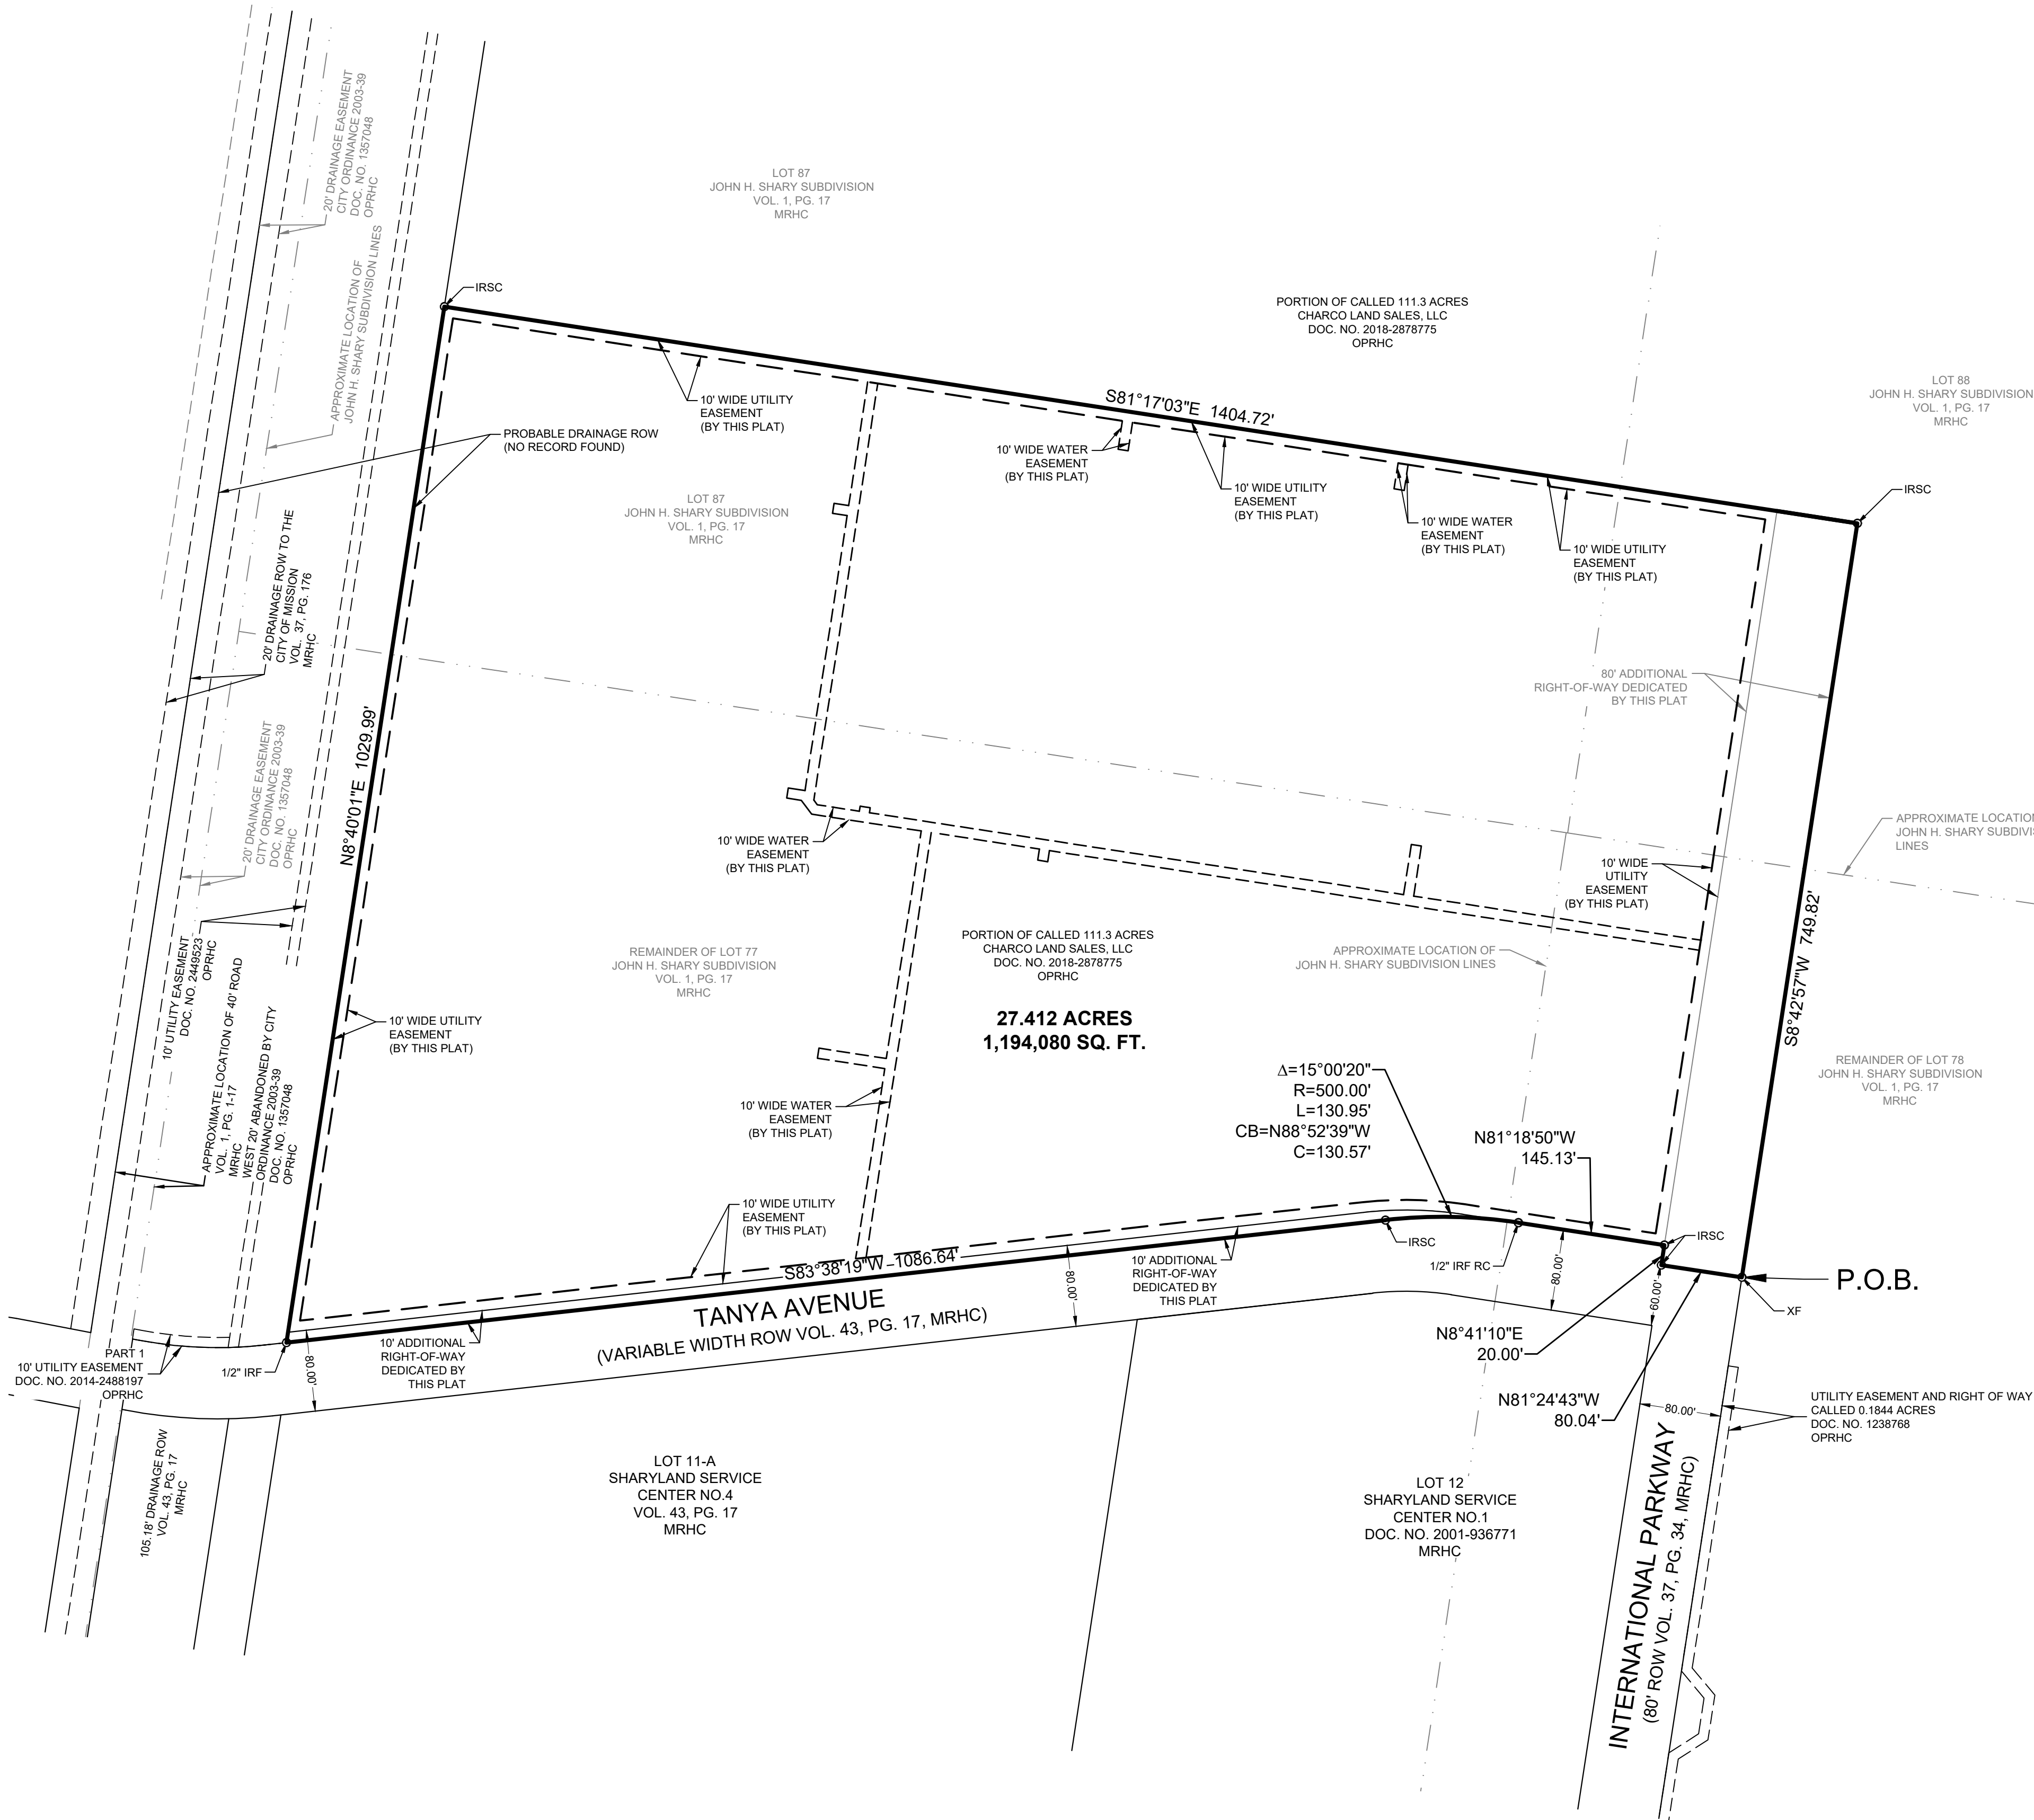 20' DRAINAGE EASEMENT
CITY ORDINANCE 2003-39
DOC. NO. 1357048
OPRHC
APPROXIMATE LOCATION OF
JOHN H. SHARY SUBDIVISION LINES
LOT 87
JOHN H. SHARY SUBDIVISION
VOL. 1, PG. 17
MRHC
IRSC
PORTION OF CALLED 111.3 ACRES
CHARCO LAND SALES, LLC
DOC. NO. 2018-2878775
OPRHC
S81°17'03"E 1404.72'
LOT 88
JOHN H. SHARY SUBDIVISION
VOL. 1, PG. 17
MRHC
10' WIDE UTILITY
EASEMENT
(BY THIS PLAT)
PROBABLE DRAINAGE ROW
(NO RECORD FOUND)
10' WIDE WATER
EASEMENT
(BY THIS PLAT)
10' WIDE UTILITY
EASEMENT
(BY THIS PLAT)
10' WIDE WATER
EASEMENT
(BY THIS PLAT)
10' WIDE UTILITY
EASEMENT
(BY THIS PLAT)
IRSC
LOT 87
JOHN H. SHARY SUBDIVISION
VOL. 1, PG. 17
MRHC
20' DRAINAGE ROW TO THE
CITY OF MISSION
VOL. 37, PG. 176
MRHC
80' ADDITIONAL
RIGHT-OF-WAY DEDICATED
BY THIS PLAT
N8°40'01"E 1029.99'
20' DRAINAGE EASEMENT
CITY ORDINANCE 2003-39
DOC. NO. 1357048
OPRHC
10' WIDE WATER
EASEMENT
(BY THIS PLAT)
10' WIDE
UTILITY
EASEMENT
(BY THIS PLAT)
APPROXIMATE LOCATION
JOHN H. SHARY SUBDIVI
LINES
S8°42'57"W 749.82'
10' UTILITY EASEMENT
DOC. NO. 2449523
OPRHC
REMAINDER OF LOT 77
JOHN H. SHARY SUBDIVISION
VOL. 1, PG. 17
MRHC
PORTION OF CALLED 111.3 ACRES
CHARCO LAND SALES, LLC
DOC. NO. 2018-2878775
OPRHC
APPROXIMATE LOCATION OF
JOHN H. SHARY SUBDIVISION LINES
27.412 ACRES
1,194,080 SQ. FT.
APPROXIMATE LOCATION OF 40' ROAD
VOL. 1, PG. 1-17
MRHC
WEST 20' ABANDONED BY CITY
ORDINANCE 2003-39
DOC. NO. 1357048
OPRHC
10' WIDE UTILITY
EASEMENT
(BY THIS PLAT)
10' WIDE WATER
EASEMENT
(BY THIS PLAT)
Δ=15°00'20"
R=500.00'
L=130.95'
CB=N88°52'39"W
C=130.57'
N81°18'50"W
145.13'
REMAINDER OF LOT 78
JOHN H. SHARY SUBDIVISION
VOL. 1, PG. 17
MRHC
10' WIDE UTILITY
EASEMENT
(BY THIS PLAT)
S83°38'19"W 1086.64'
80.00'
10' ADDITIONAL
RIGHT-OF-WAY
DEDICATED BY
THIS PLAT
IRSC
1/2" IRF RC
80.00'
60.00'
IRSC
P.O.B.
XF
TANYA AVENUE
(VARIABLE WIDTH ROW VOL. 43, PG. 17, MRHC)
PART 1
10' UTILITY EASEMENT
DOC. NO. 2014-2488197
OPRHC
1/2" IRF
80.00'
10' ADDITIONAL
RIGHT-OF-WAY
DEDICATED BY
THIS PLAT
N8°41'10"E
20.00'
N81°24'43"W
80.04'
80.00'
UTILITY EASEMENT AND RIGHT OF WAY
CALLED 0.1844 ACRES
DOC. NO. 1238768
OPRHC
105.18' DRAINAGE ROW
VOL. 43, PG. 17
MRHC
LOT 11-A
SHARYLAND SERVICE
CENTER NO.4
VOL. 43, PG. 17
MRHC
LOT 12
SHARYLAND SERVICE
CENTER NO.1
DOC. NO. 2001-936771
MRHC
INTERNATIONAL PARKWAY
(80' ROW VOL. 37, PG. 34, MRHC)